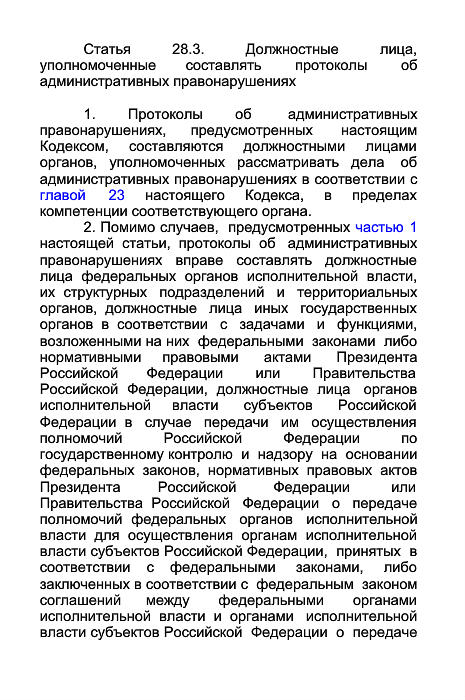 Статья 28.3. Должностные лица,
уполномоченные составлять протоколы об
административных правонарушениях
1. Протоколы об административных
правонарушениях, предусмотренных настоящим
Кодексом, составляются должностными лицами
органов, уполномоченных рассматривать дела об
административных правонарушениях в соответствии с
главой 23 настоящего Кодекса, в пределах
компетенции соответствующего органа.
2. Помимо случаев, предусмотренных частью 1
настоящей статьи, протоколы об административных
правонарушениях вправе составлять должностные
лица федеральных органов исполнительной власти,
их структурных подразделений и территориальных
органов, должностные лица иных государственных
органов в соответствии с задачами и функциями,
возложенными на них федеральными законами либо
нормативными правовыми актами Президента
Российской Федерации или Правительства
Российской Федерации, должностные лица органов
исполнительной власти субъектов Российской
Федерации в случае передачи им осуществления
полномочий Российской Федерации по
государственному контролю и надзору на основании
федеральных законов, нормативных правовых актов
Президента Российской Федерации или
Правительства Российской Федерации о передаче
полномочий федеральных органов исполнительной
власти для осуществления органам исполнительной
власти субъектов Российской Федерации, принятых в
соответствии с федеральными законами, либо
заключенных в соответствии с федеральным законом
соглашений между федеральными органами
исполнительной власти и органами исполнительной
власти субъектов Российской Федерации о передаче